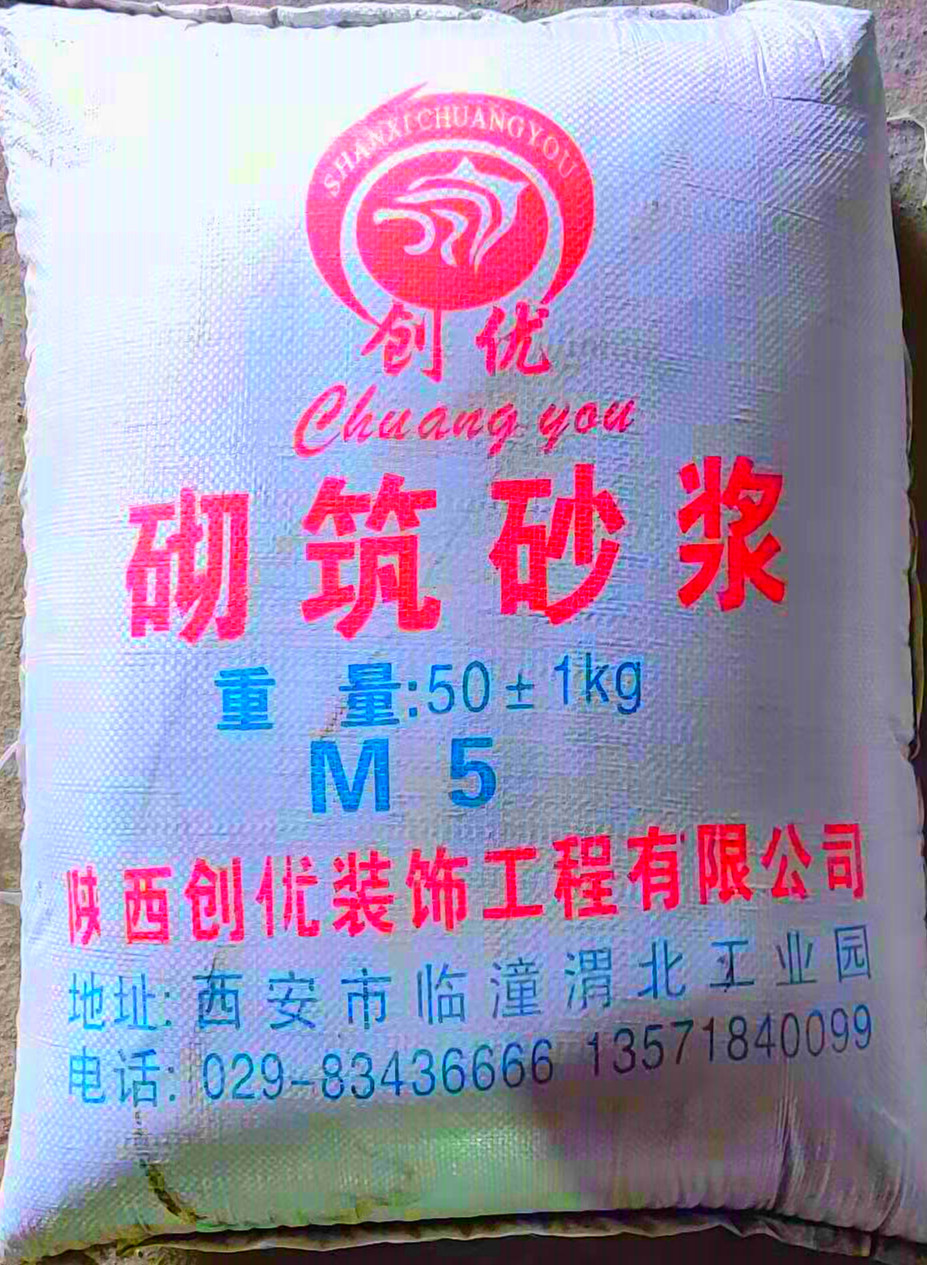 SHANXI CHUANGYOU
创优
Chuang you
砌筑砂浆
重 量:50±1kg
M 5
陕西创优装饰工程有限公司
地址: 西安市临潼渭北工业园
电话: 029-83436666 13571840099